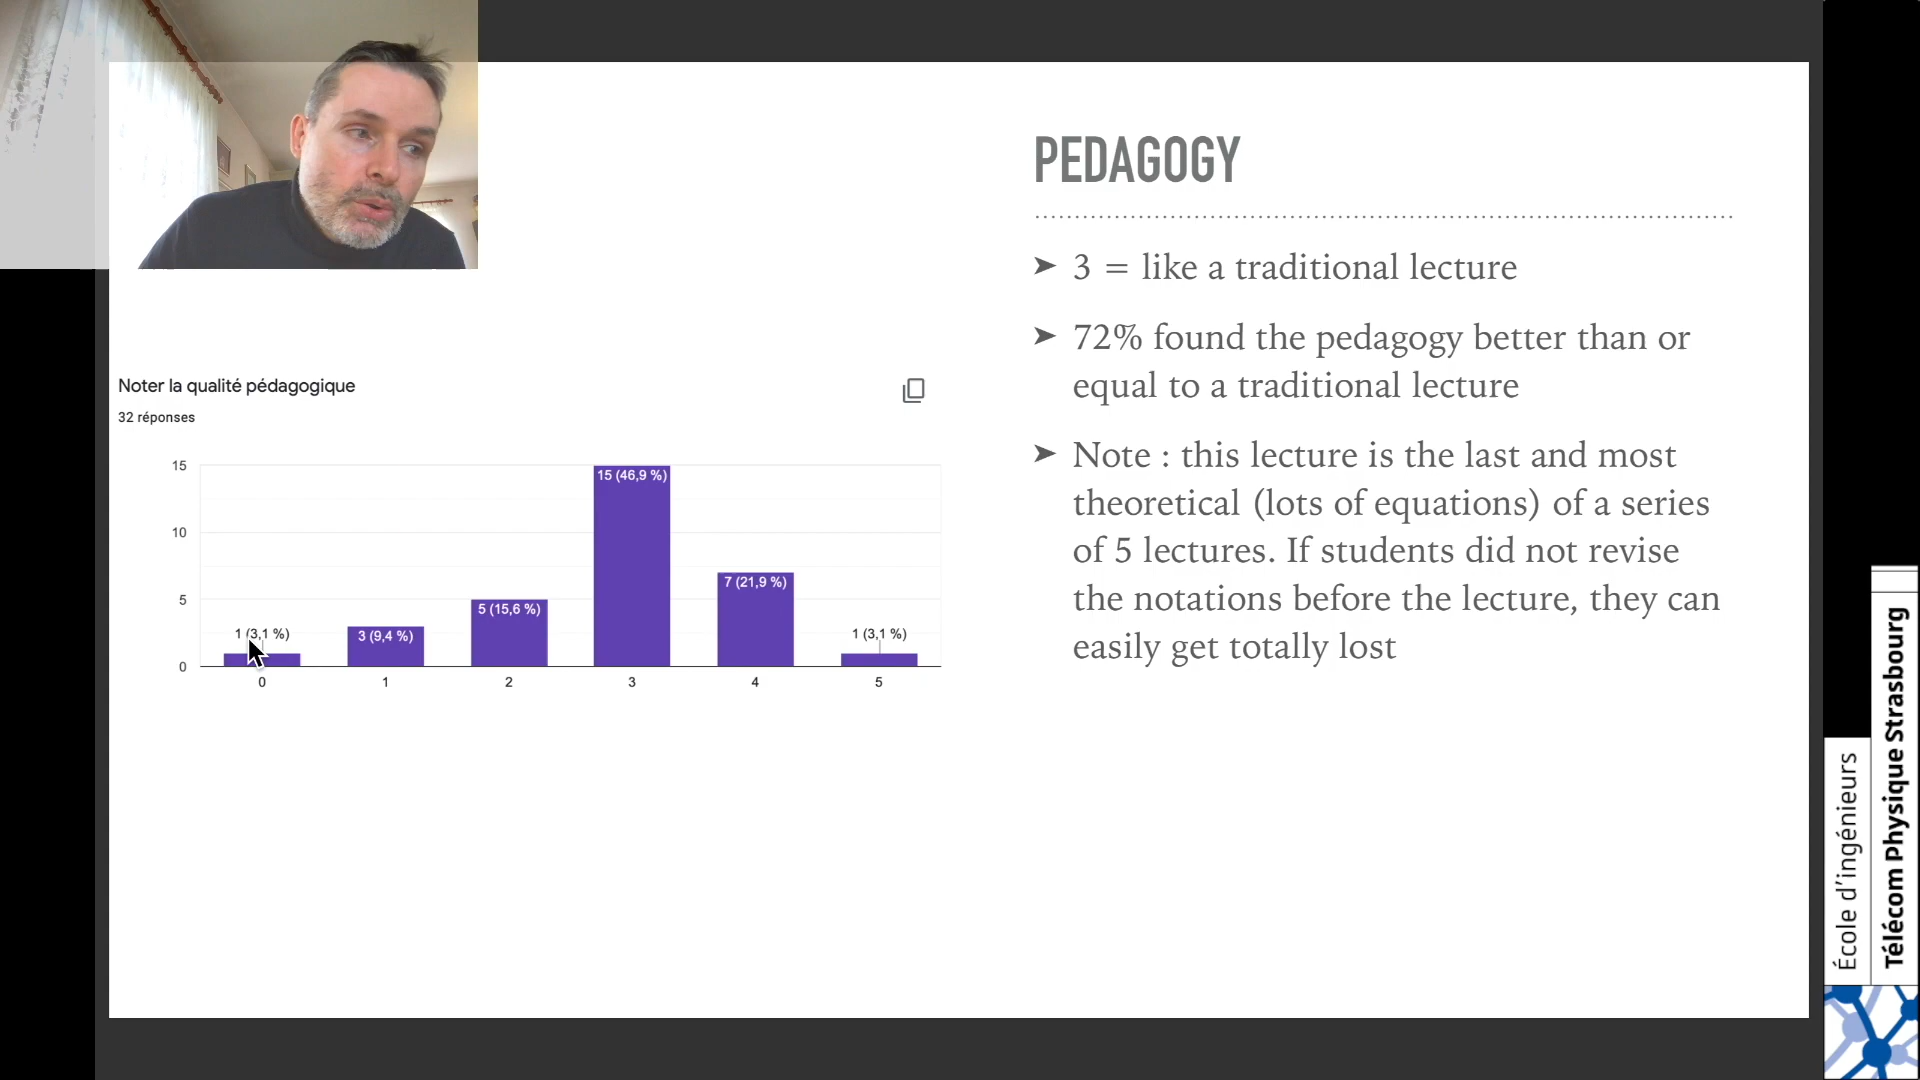 PEDAGOGY
➤ 3 = like a traditional lecture
➤ 72% found the pedagogy better than or
equal to a traditional lecture
➤ Note : this lecture is the last and most
theoretical (lots of equations) of a series
of 5 lectures. If students did not revise
the notations before the lecture, they can
easily get totally lost
Noter la qualité pédagogique
32 réponses
15
10
5
0
1 (3,1 %)
3 (9,4 %)
5 (15,6 %)
15 (46,9 %)
7 (21,9 %)
1 (3,1 %)
0 1 2 3 4 5
École d'ingénieurs
Télécom Physique Strasbourg